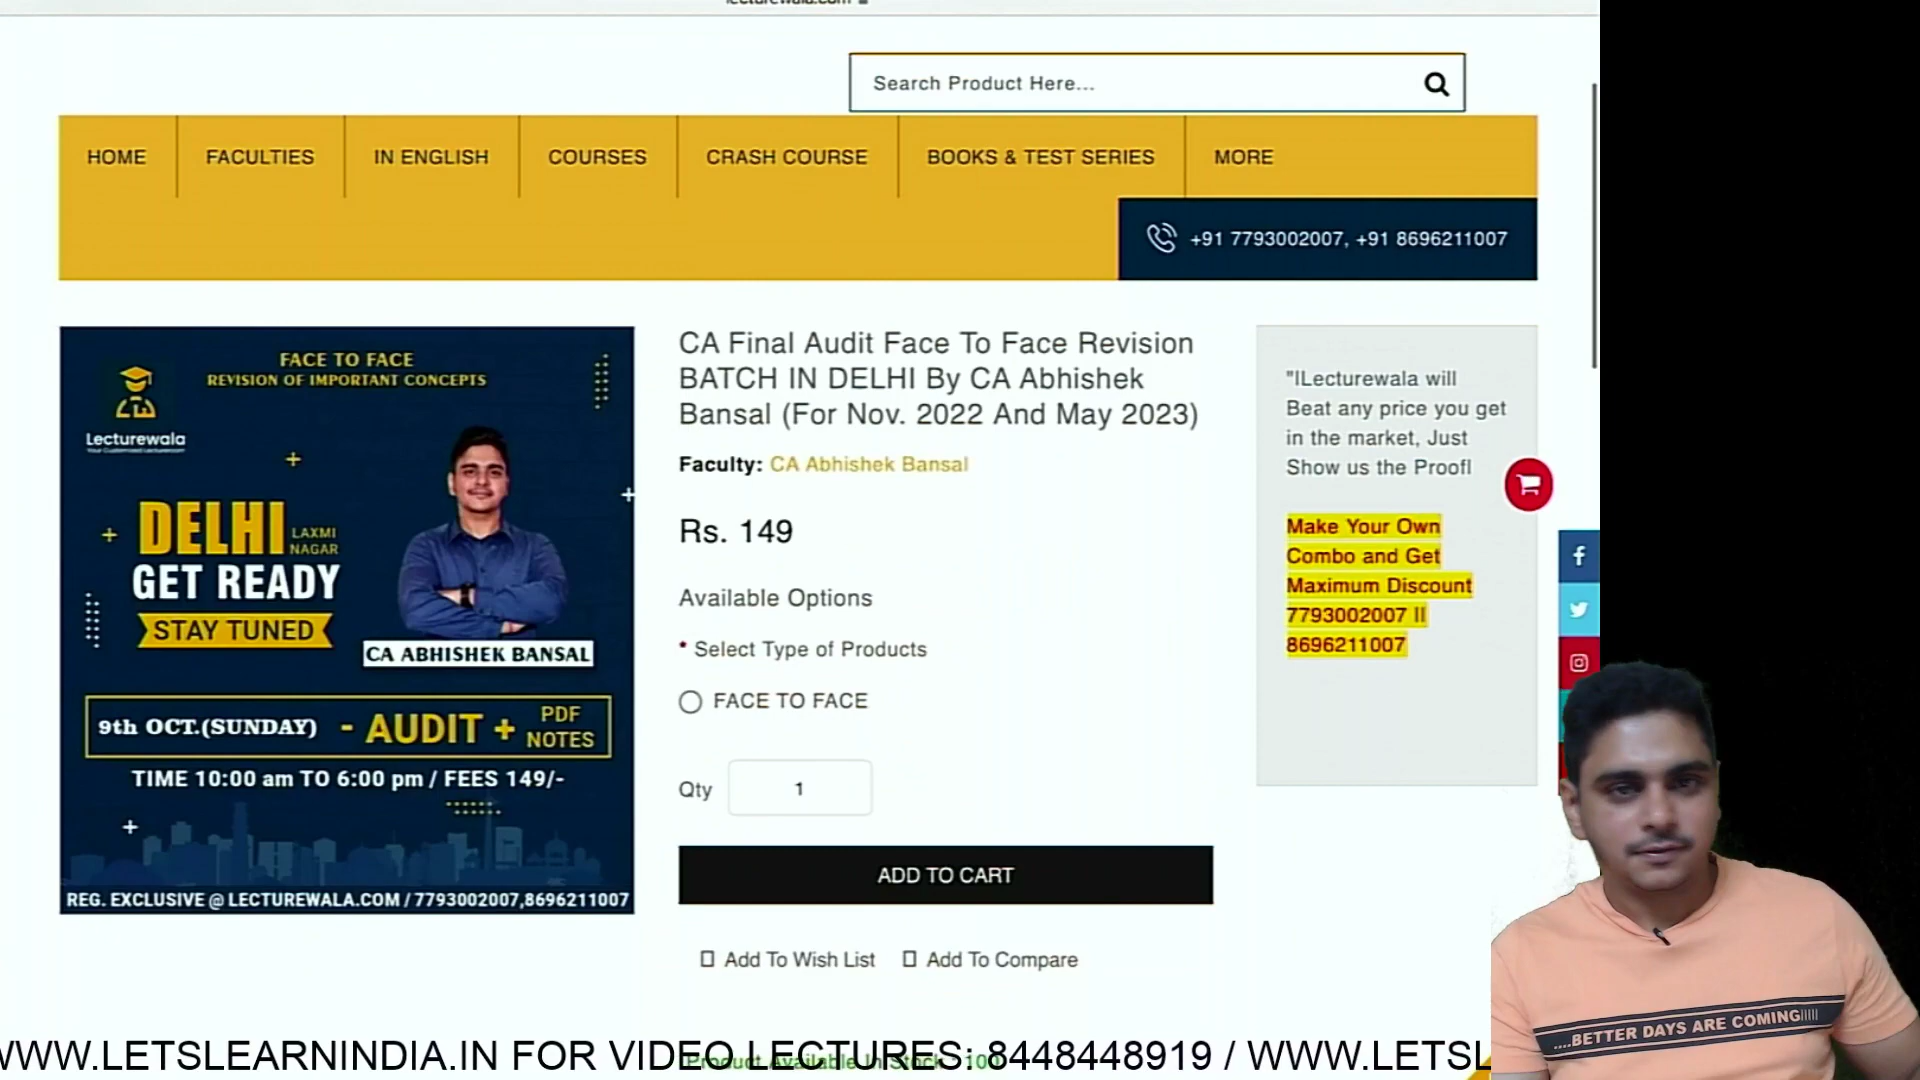 Search Product Here...
HOME
FACULTIES
IN ENGLISH
COURSES
CRASH COURSE
BOOKS & TEST SERIES
MORE
+91 7793002007, +91 8696211007
FACE TO FACE
REVISION OF IMPORTANT CONCEPTS
Lecturewala
DELHI LAXMI NAGAR
GET READY
STAY TUNED
CA ABHISHEK BANSAL
9th OCT.(SUNDAY) - AUDIT + PDF NOTES
TIME 10:00 am TO 6:00 pm / FEES 149/-
REG. EXCLUSIVE @ LECTUREWALA.COM / 7793002007,8696211007
CA Final Audit Face To Face Revision
BATCH IN DELHI By CA Abhishek
Bansal (For Nov. 2022 And May 2023)
Faculty: CA Abhishek Bansal
Rs. 149
Available Options
* Select Type of Products
FACE TO FACE
Qty 1
ADD TO CART
Add To Wish List
Add To Compare
"ILecturewala will
Beat any price you get
in the market, Just
Show us the Proofl
Make Your Own
Combo and Get
Maximum Discount
7793002007 II
8696211007
....BETTER DAYS ARE COMING
WWW.LETSLEARNINDIA.IN FOR VIDEO LECTURES: 8448448919 / WWW.LETSL
Product Available In Stock : 100